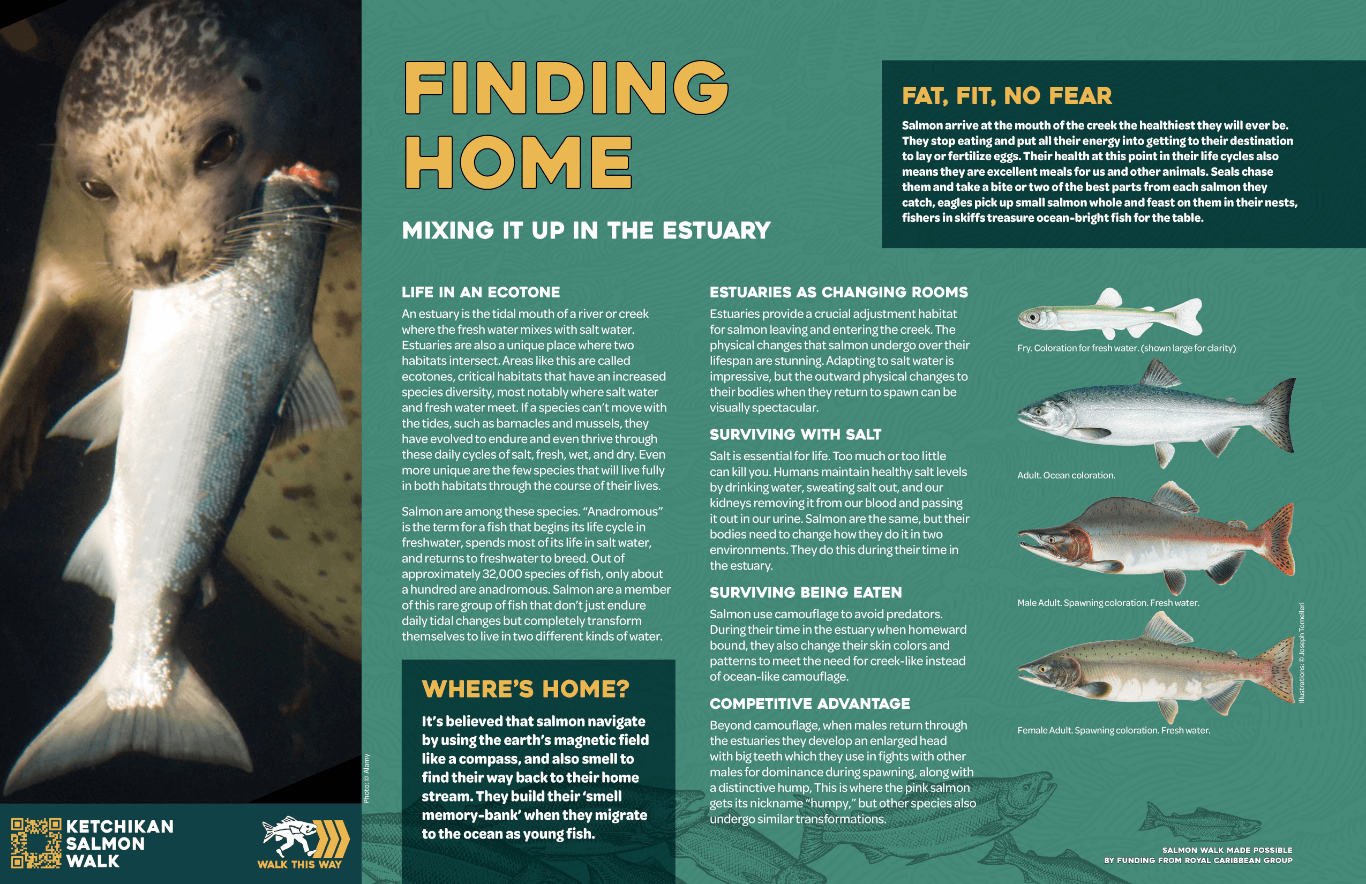 FINDING
HOME
MIXING IT UP IN THE ESTUARY
FAT, FIT, NO FEAR
Salmon arrive at the mouth of the creek the healthiest they will ever be.
They stop eating and put all their energy into getting to their destination
to lay or fertilize eggs. Their health at this point in their life cycles also
means they are excellent meals for us and other animals. Seals chase
them and take a bite or two of the best parts from each salmon they
catch, eagles pick up small salmon whole and feast on them in their nests,
fishers in skiffs treasure ocean-bright fish for the table.
LIFE IN AN ECOTONE
An estuary is the tidal mouth of a river or creek
where the fresh water mixes with salt water.
Estuaries are also a unique place where two
habitats intersect. Areas like this are called
ecotones, critical habitats that have an increased
species diversity, most notably where salt water
and fresh water meet. If a species can't move with
the tides, such as barnacles and mussels, they
have evolved to endure and even thrive through
these daily cycles of salt, fresh, wet, and dry. Even
more unique are the few species that will live fully
in both habitats through the course of their lives.
Salmon are among these species. “Anadromous”
is the term for a fish that begins its life cycle in
freshwater, spends most of its life in salt water,
and returns to freshwater to breed. Out of
approximately 32,000 species of fish, only about
a hundred are anadromous. Salmon are a member
of this rare group of fish that don't just endure
daily tidal changes but completely transform
themselves to live in two different kinds of water.
WHERE'S HOME?
It's believed that salmon navigate
by using the earth's magnetic field
like a compass, and also smell to
find their way back to their home
stream. They build their ‘smell
memory-bank’ when they migrate
to the ocean as young fish.
ESTUARIES AS CHANGING ROOMS
Estuaries provide a crucial adjustment habitat
for salmon leaving and entering the creek. The
physical changes that salmon undergo over their
lifespan are stunning. Adapting to salt water is
impressive, but the outward physical changes to
their bodies when they return to spawn can be
visually spectacular.
SURVIVING WITH SALT
Salt is essential for life. Too much or too little
can kill you. Humans maintain healthy salt levels
by drinking water, sweating salt out, and our
kidneys removing it from our blood and passing
it out in our urine. Salmon are the same, but their
bodies need to change how they do it in two
environments. They do this during their time in
the estuary.
SURVIVING BEING EATEN
Salmon use camouflage to avoid predators.
During their time in the estuary when homeward
bound, they also change their skin colors and
patterns to meet the need for creek-like instead
of ocean-like camouflage.
COMPETITIVE ADVANTAGE
Beyond camouflage, when males return through
the estuaries they develop an enlarged head
with big teeth which they use in fights with other
males for dominance during spawning, along with
a distinctive hump, This is where the pink salmon
gets its nickname “humpy,” but other species also
undergo similar transformations.
Fry. Coloration for fresh water. (shown large for clarity)
Adult. Ocean coloration.
Male Adult. Spawning coloration. Fresh water.
Female Adult. Spawning coloration. Fresh water.
Illustrations: © Joseph Tomelleri
Photo: © Alamy
KETCHIKAN
SALMON
WALK
WALK THIS WAY
SALMON WALK MADE POSSIBLE
BY FUNDING FROM ROYAL CARIBBEAN GROUP